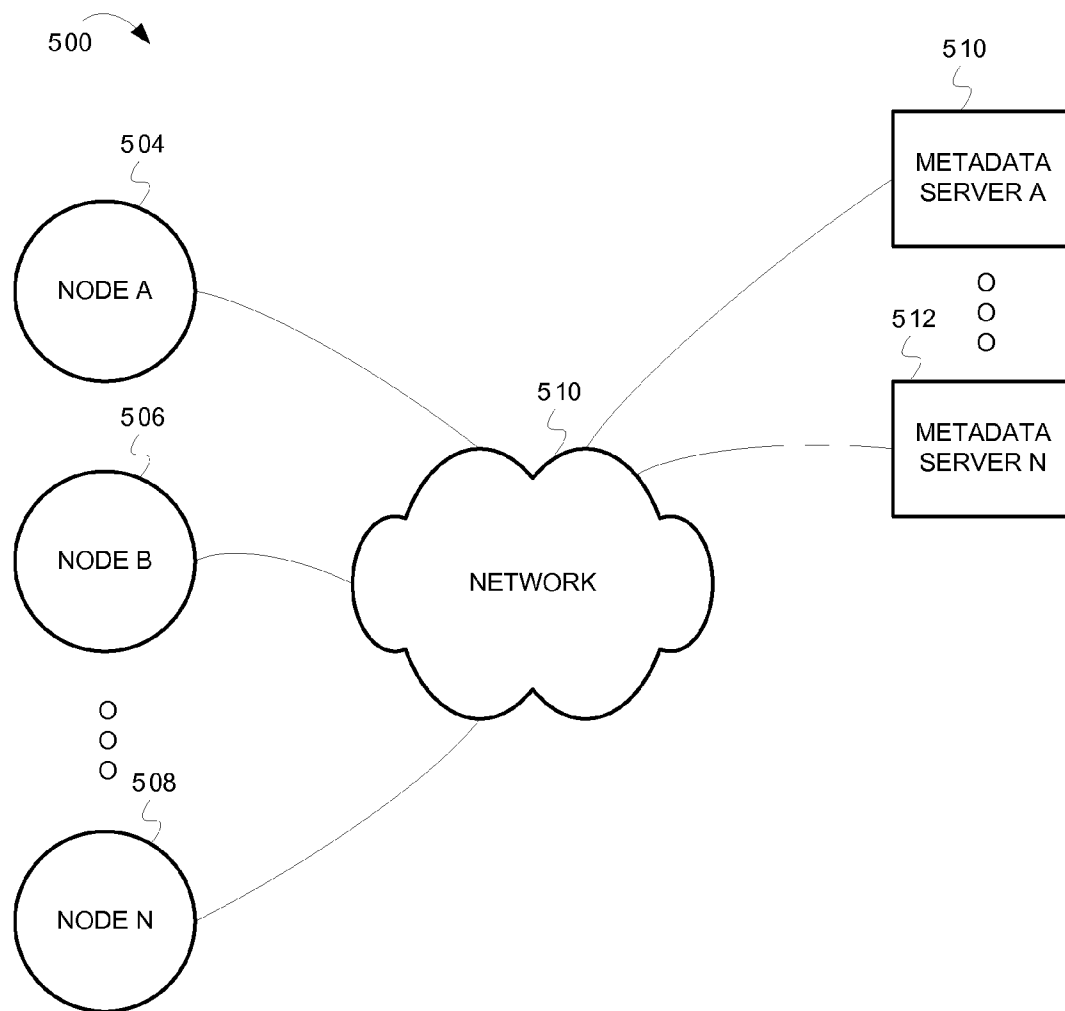 500
510
METADATA
SERVER A
504
NODE A
O
O
O
512
METADATA
SERVER N
510
506
NODE B
NETWORK
O
O
O
508
NODE N